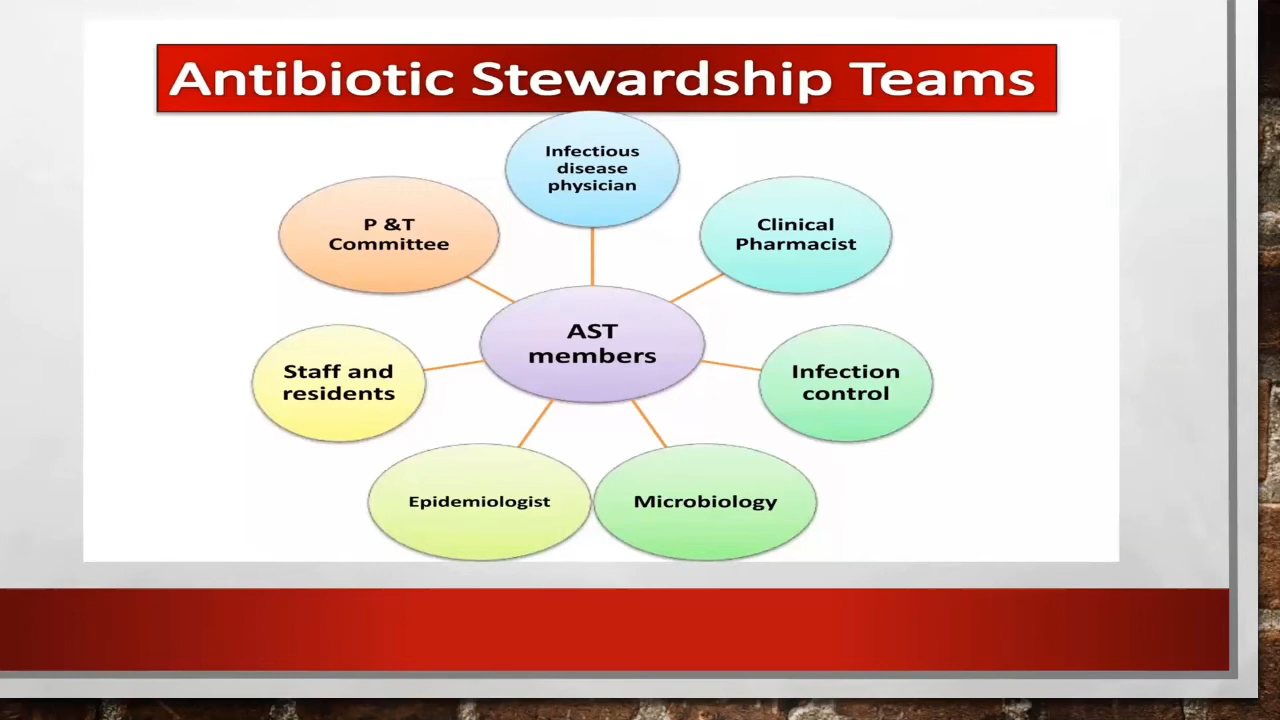 Antibiotic Stewardship Teams
Infectious
disease
physician
P &T
Committee
Clinical
Pharmacist
AST
members
Staff and
residents
Infection
control
Epidemiologist
Microbiology